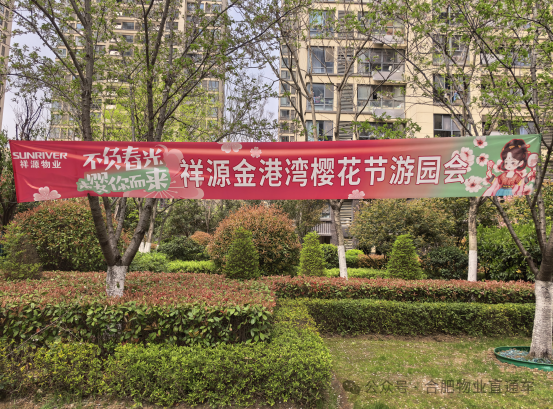 SUNRIVER
祥源物业
不负春光
樱你而来
祥源金港湾樱花节游园会
公众号·合肥物业直通车